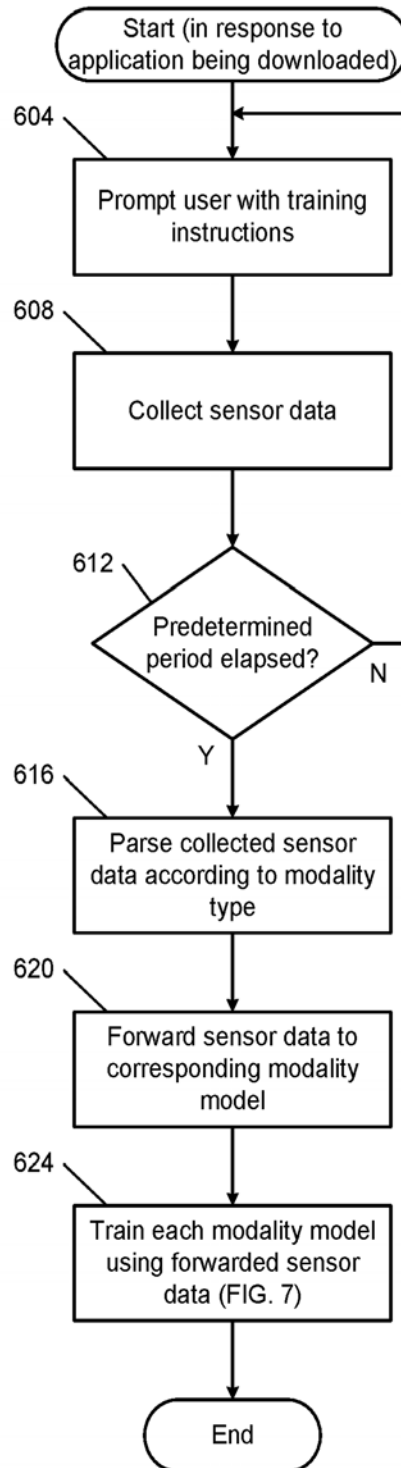 Start (in response to
application being downloaded)
604
Prompt user with training
instructions
608
Collect sensor data
612
Predetermined
period elapsed?
N
Y
616
Parse collected sensor
data according to modality
type
620
Forward sensor data to
corresponding modality
model
624
Train each modality model
using forwarded sensor
data (FIG. 7)
End